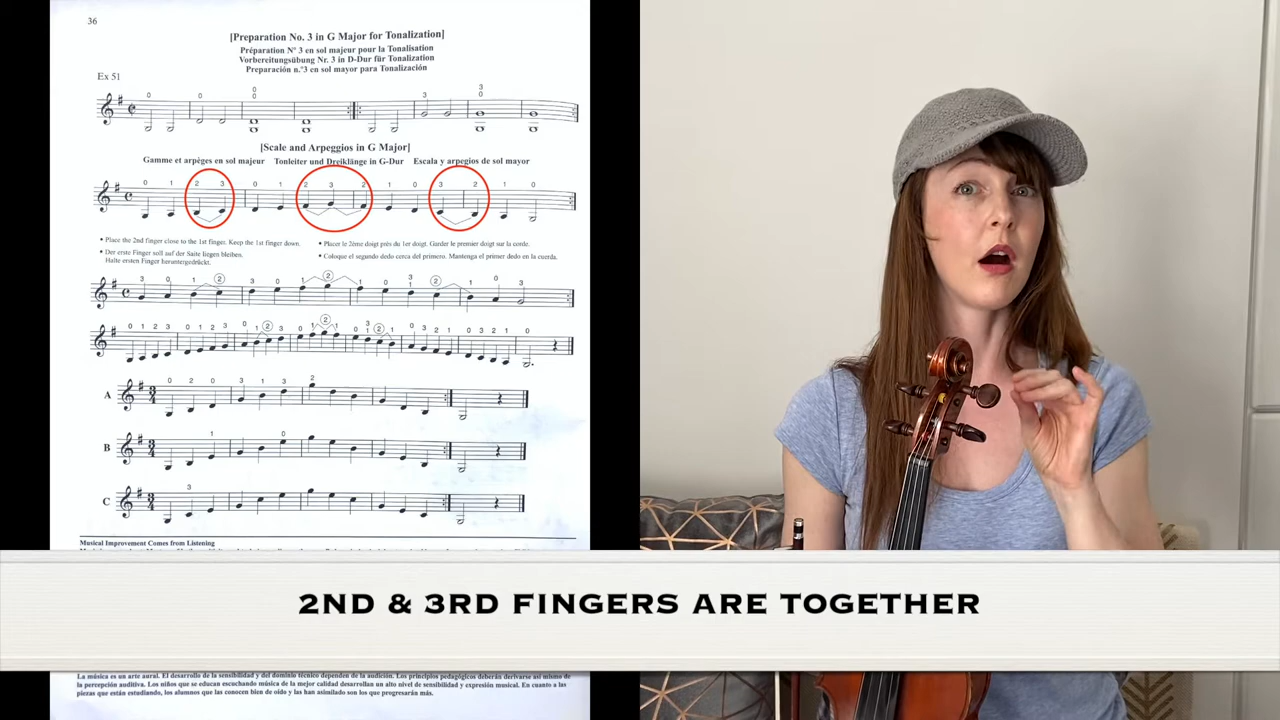 36
[Preparation No. 3 in G Major for Tonalization]
Préparation N° 3 en sol majeur pour la Tonalisation
Vorbereitungsübung Nr. 3 in D-Dur für Tonalization
Preparación n.°3 en sol mayor para Tonalización
Ex 51
[Scale and Arpeggios in G Major]
Gamme et arpèges en sol majeur Tonleiter und Dreiklänge in G-Dur Escala y arpegios de sol mayor
• Place the 2nd finger close to the 1st finger. Keep the 1st finger down.
• Der erste Finger soll auf der Saite liegen bleiben.
Halte ersten Finger heruntergedrückt.
• Placer le 2ème doigt près du 1er doigt. Garder le premier doigt sur la corde.
• Coloque el segundo dedo cerca del primero. Mantenga el primer dedo en la cuerda.
A
B
C
Musical Improvement Comes from Listening
2ND & 3RD FINGERS ARE TOGETHER
La música es un arte aural. El desarrollo de la sensibilidad y del dominio técnico dependen de la audición. Los principios pedagógicos deberán derivarse así mismo de
la percepción auditiva. Los niños que se educan escuchando música de la mejor calidad desarrollan un alto nivel de sensibilidad y expresión musical. En cuanto a las
piezas que están estudiando, los alumnos que las conocen bien de oído y las han asimilado son los que progresarán más.